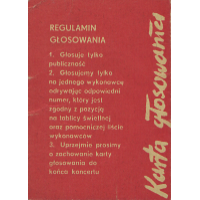 REGULAMIN
GŁOSOWANIA
1. Głosuje tylko
publiczność
2. Głosujemy tylko
na jednego wykonawcę
odrywając odpowiedni
numer, który jest
zgodny z pozycją
na tablicy świetlnej
oraz pomocniczej liście
wykonawców
3. Uprzejmie prosimy
o zachowanie karty
głosowania do
końca koncertu
Karta głosowania